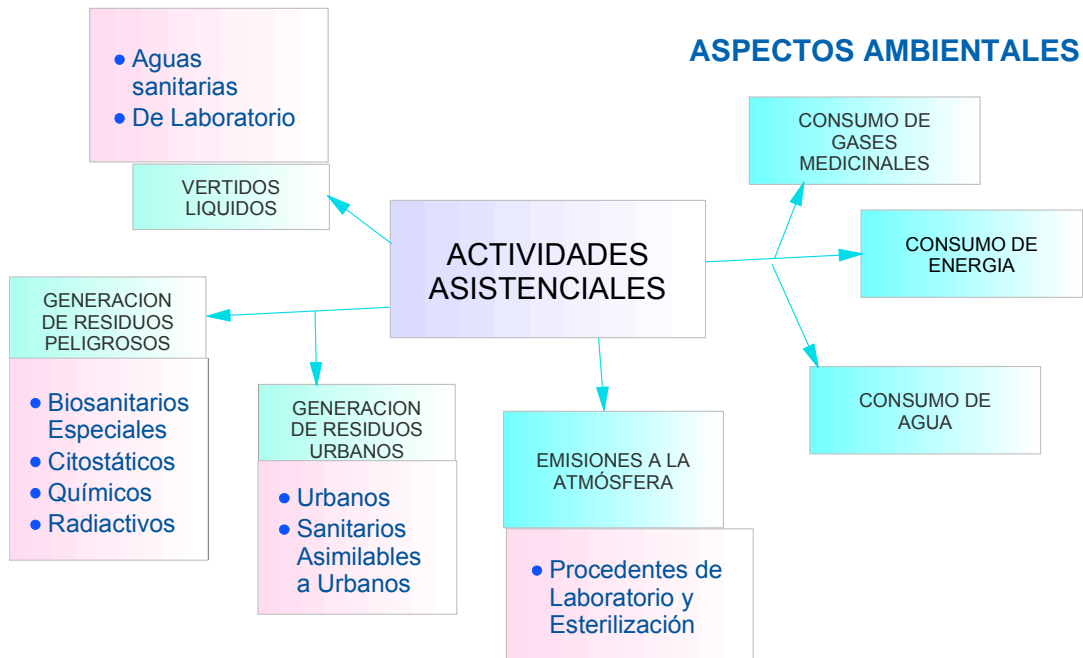 ASPECTOS AMBIENTALES
● Aguas
sanitarias
● De Laboratorio
VERTIDOS
LIQUIDOS
CONSUMO DE
GASES
MEDICINALES
ACTIVIDADES
ASISTENCIALES
CONSUMO DE
ENERGIA
GENERACION
DE RESIDUOS
PELIGROSOS
● Biosanitarios
Especiales
● Citostáticos
● Químicos
● Radiactivos
GENERACION
DE RESIDUOS
URBANOS
● Urbanos
● Sanitarios
Asimilables
a Urbanos
EMISIONES A LA
ATMÓSFERA
● Procedentes de
Laboratorio y
Esterilización
CONSUMO DE
AGUA